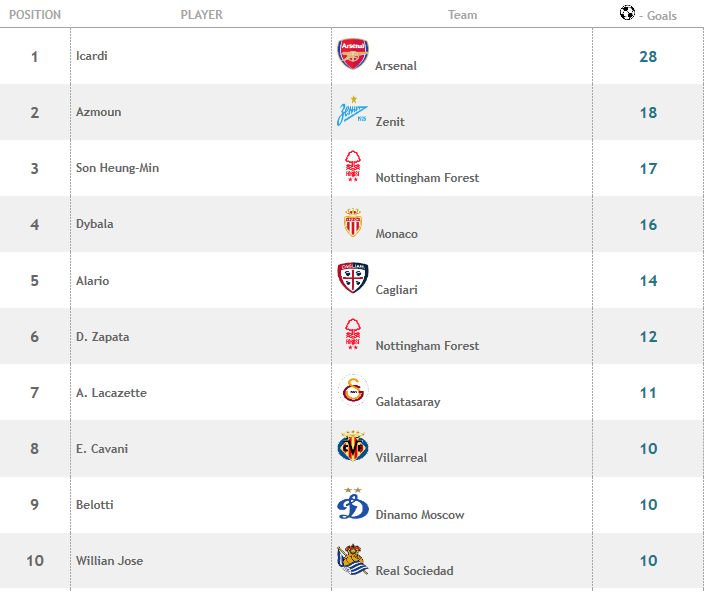 POSITION PLAYER Team - Goals
1 Icardi Arsenal 28
2 Azmoun Zenit 18
3 Son Heung-Min Nottingham Forest 17
4 Dybala Monaco 16
5 Alario Cagliari 14
6 D. Zapata Nottingham Forest 12
7 A. Lacazette Galatasaray 11
8 E. Cavani Villarreal 10
9 Belotti Dinamo Moscow 10
10 Willian Jose Real Sociedad 10